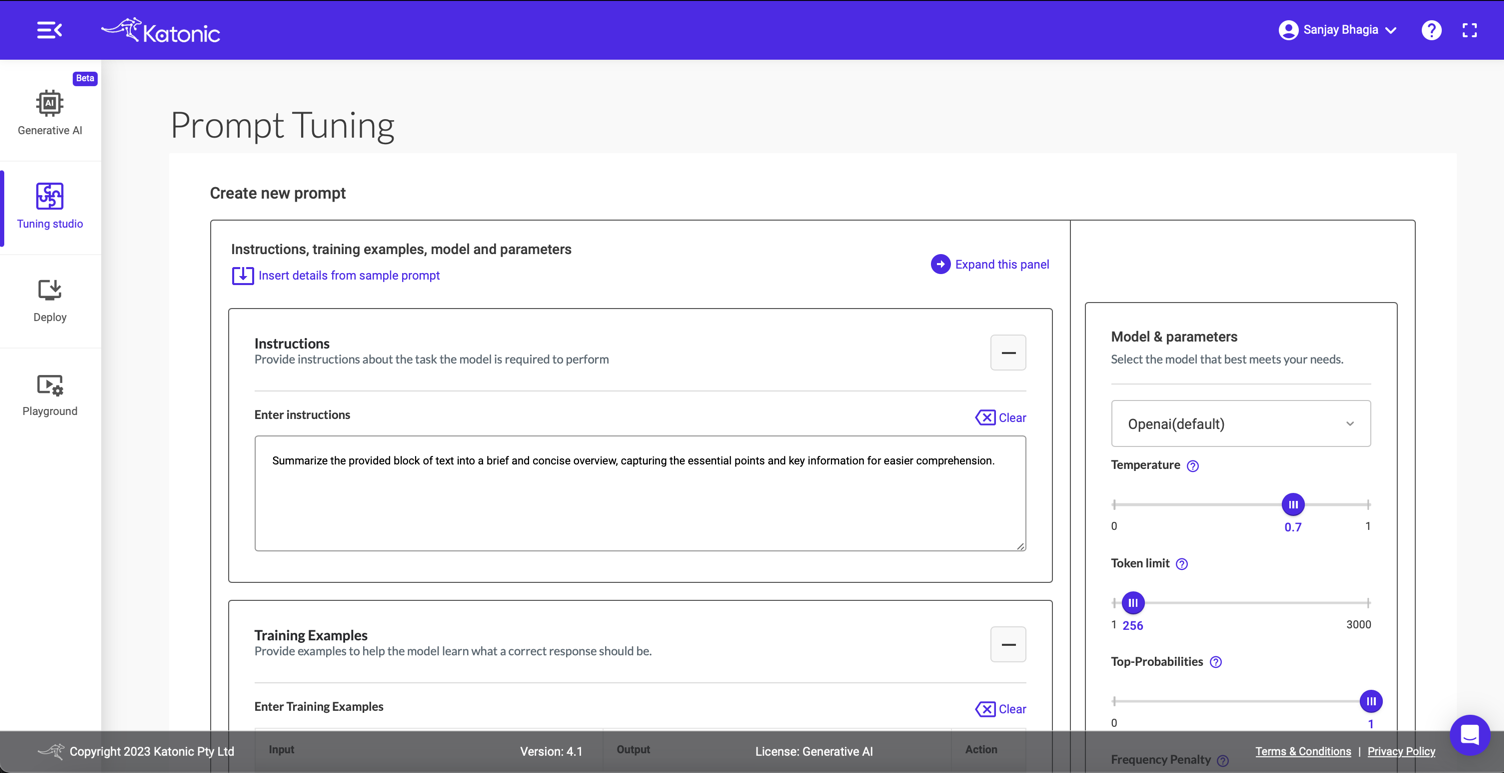 Katonic
Sanjay Bhagia
Beta
Generative AI
Tuning studio
Deploy
Playground
Prompt Tuning
Create new prompt
Instructions, training examples, model and parameters
Insert details from sample prompt
Expand this panel
Instructions
Provide instructions about the task the model is required to perform
Enter instructions
Clear
Summarize the provided block of text into a brief and concise overview, capturing the essential points and key information for easier comprehension.
Training Examples
Provide examples to help the model learn what a correct response should be.
Enter Training Examples
Clear
Input Output Action
Model & parameters
Select the model that best meets your needs.
Openai(default)
Temperature
0 0.7 1
Token limit
1 256 3000
Top-Probabilities
0 1
Frequency Penalty
Copyright 2023 Katonic Pty Ltd Version: 4.1 License: Generative AI Terms & Conditions | Privacy Policy